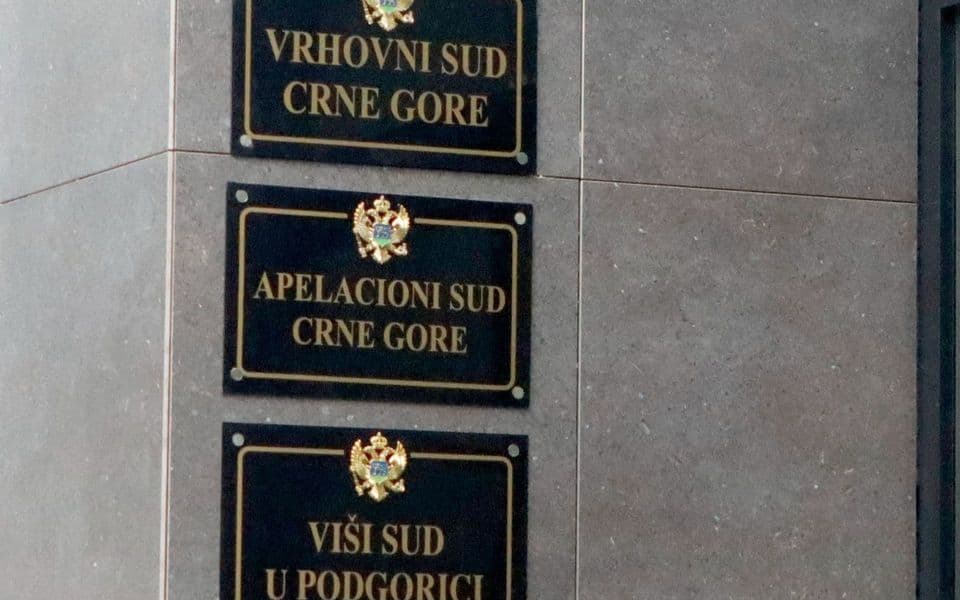 VRHOVNI SUD
CRNE GORE
APELACIONI SUD
CRNE GORE
VIŠI SUD
U PODGORICI